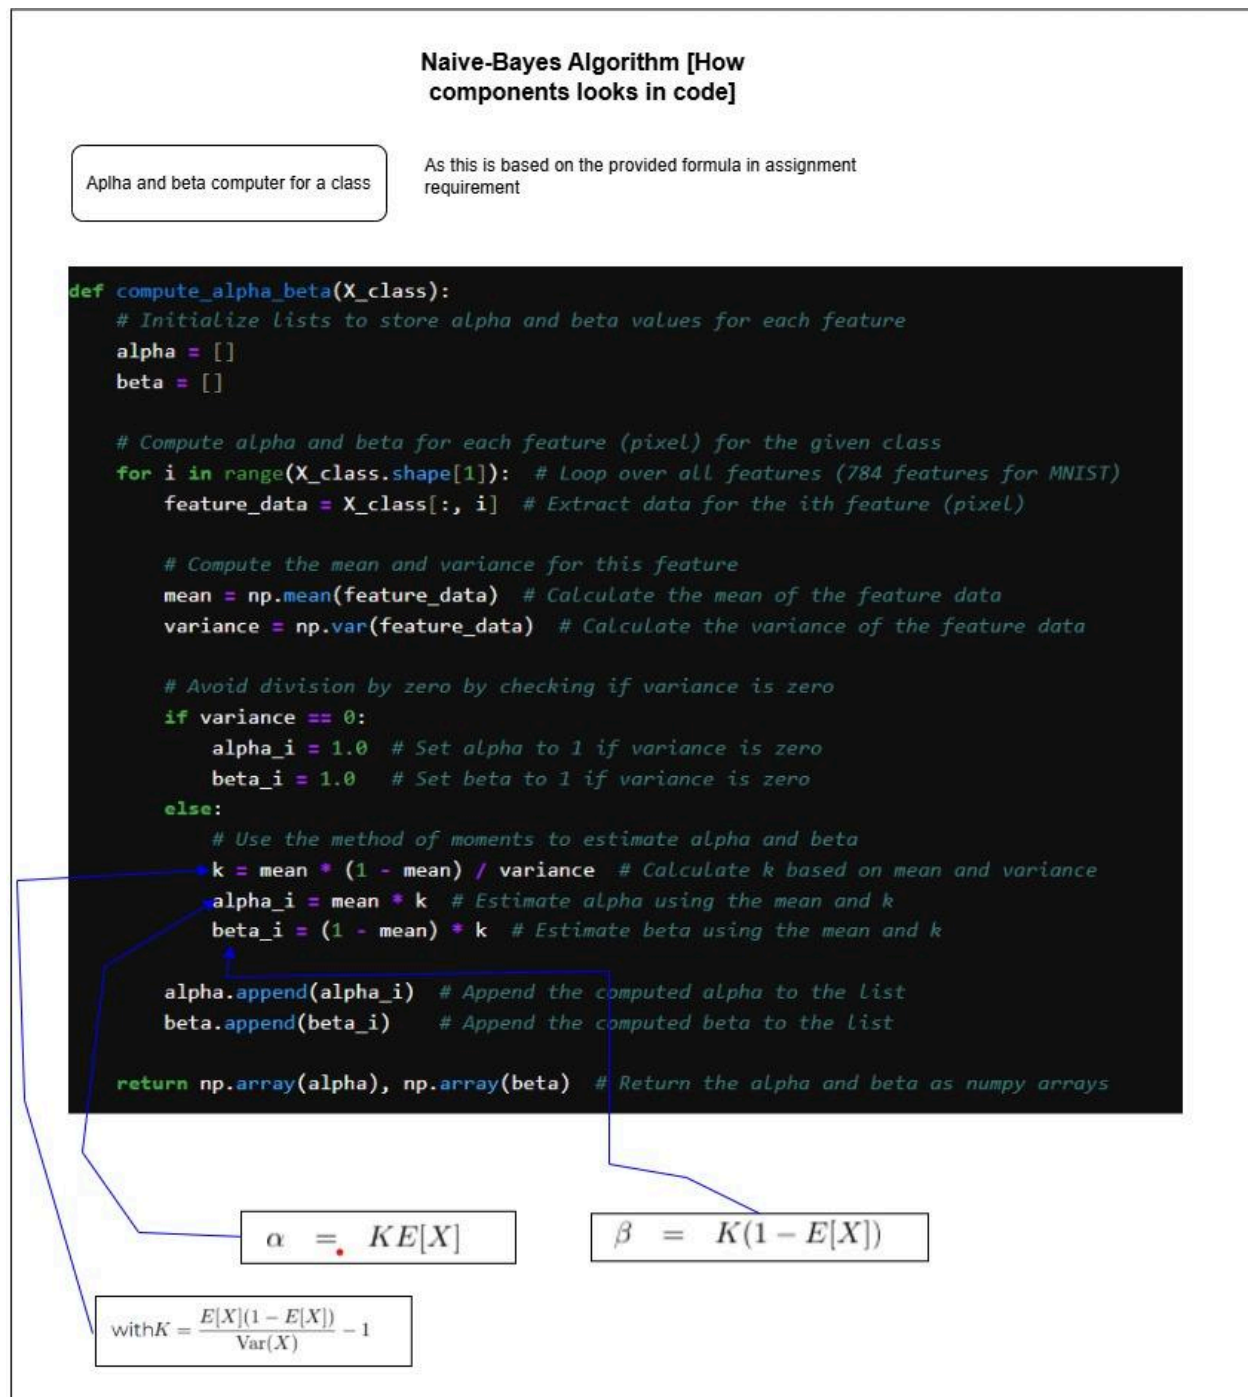 Naive-Bayes Algorithm [How
components looks in code]
Aplha and beta computer for a class
As this is based on the provided formula in assignment
requirement
def compute_alpha_beta(X_class):
# Initialize lists to store alpha and beta values for each feature
alpha = []
beta = []
# Compute alpha and beta for each feature (pixel) for the given class
for i in range(X_class.shape[1]):  # Loop over all features (784 features for MNIST)
feature_data = X_class[:, i]  # Extract data for the ith feature (pixel)
# Compute the mean and variance for this feature
mean = np.mean(feature_data)  # Calculate the mean of the feature data
variance = np.var(feature_data)  # Calculate the variance of the feature data
# Avoid division by zero by checking if variance is zero
if variance == 0:
alpha_i = 1.0  # Set alpha to 1 if variance is zero
beta_i = 1.0   # Set beta to 1 if variance is zero
else:
# Use the method of moments to estimate alpha and beta
k = mean * (1 - mean) / variance  # Calculate k based on mean and variance
alpha_i = mean * k  # Estimate alpha using the mean and k
beta_i = (1 - mean) * k  # Estimate beta using the mean and k
alpha.append(alpha_i)  # Append the computed alpha to the list
beta.append(beta_i)    # Append the computed beta to the list
return np.array(alpha), np.array(beta)  # Return the alpha and beta as numpy arrays
α = KE[X]
β = K(1 − E[X])
withK = E[X](1 − E[X]) / Var(X) − 1